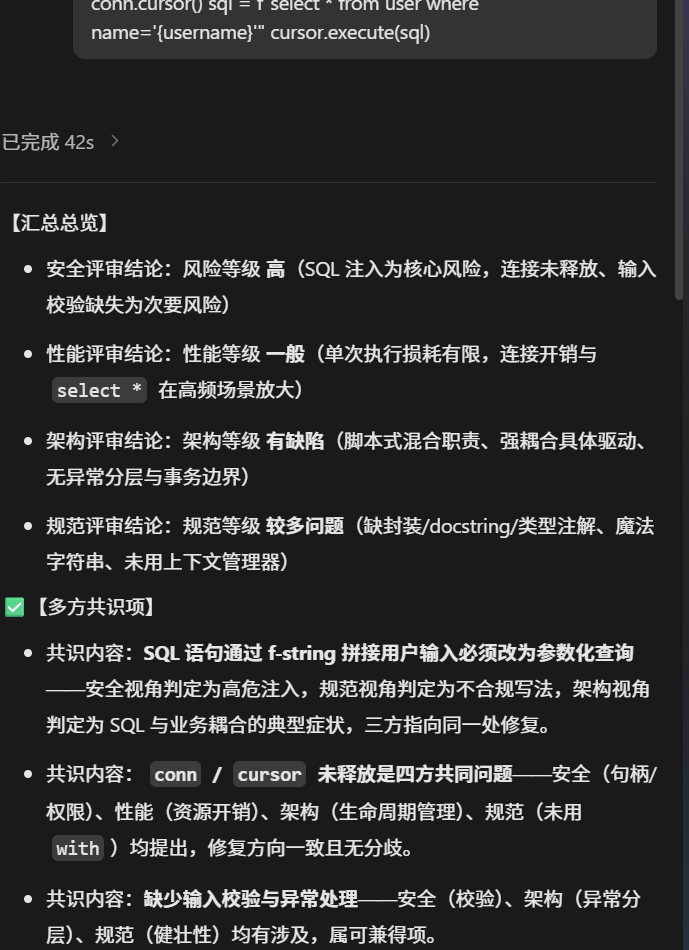 conn.cursor() sql = f"select * from user where
name='{username}'" cursor.execute(sql)
已完成 42s
【汇总总览】
安全评审结论：风险等级 高（SQL 注入为核心风险，连接未释放、输入
校验缺失为次要风险）
性能评审结论：性能等级 一般（单次执行损耗有限，连接开销与
select * 在高频场景放大）
架构评审结论：架构等级 有缺陷（脚本式混合职责、强耦合具体驱动、
无异常分层与事务边界）
规范评审结论：规范等级 较多问题（缺封装/docstring/类型注解、魔法
字符串、未用上下文管理器）
✅【多方共识项】
共识内容：SQL 语句通过 f-string 拼接用户输入必须改为参数化查询
——安全视角判定为高危注入，规范视角判定为不合规写法，架构视角
判定为 SQL 与业务耦合的典型症状，三方指向同一处修复。
共识内容： conn / cursor 未释放是四方共同问题——安全（句柄/
权限）、性能（资源开销）、架构（生命周期管理）、规范（未用
with ）均提出，修复方向一致且无分歧。
共识内容：缺少输入校验与异常处理——安全（校验）、架构（异常分
层）、规范（健壮性）均有涉及，属可兼得项。